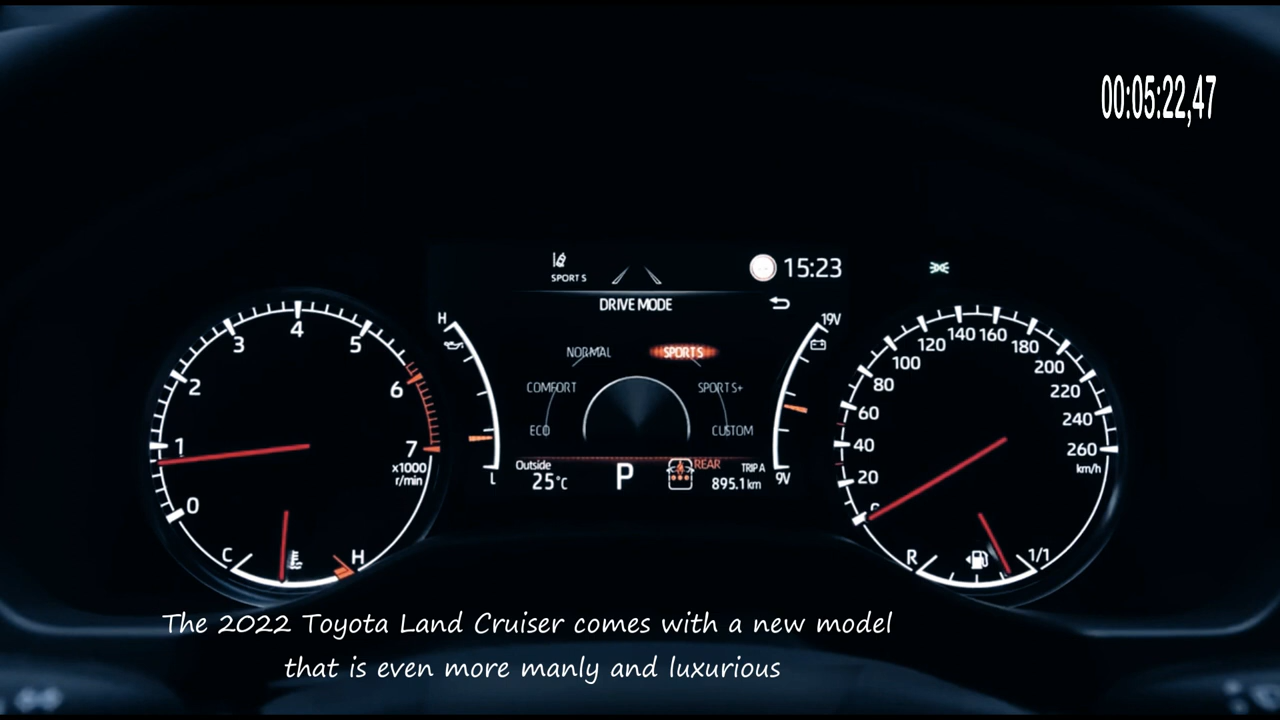 00:05:22,47
SPORT S
15:23
DRIVE MODE
H
19V
NORMAL
SPORT S
COMFORT
SPORT S+
ECO
CUSTOM
Outside
25°C
P
REAR
TRIP A
895.1 km
L
9V
0
1
2
3
4
5
6
7
x1000
r/min
C
H
0
20
40
60
80
100
120
140
160
180
200
220
240
260
km/h
R
1/1
The 2022 Toyota Land Cruiser comes with a new model
that is even more manly and luxurious